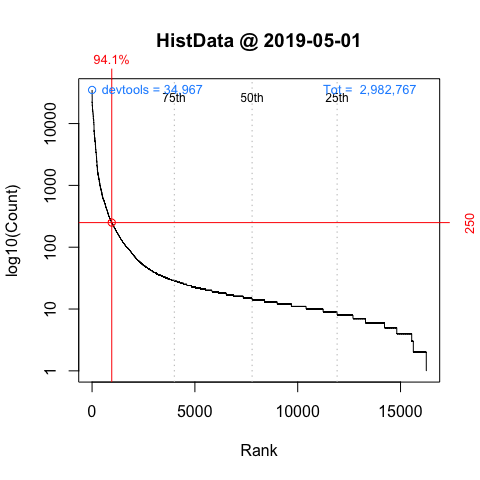 HistData @ 2019-05-01
94.1%
devtools = 34,967
Tot = 2,982,767
75th
50th
25th
log10(Count)
10000
1000
100
10
1
250
0
5000
10000
15000
Rank